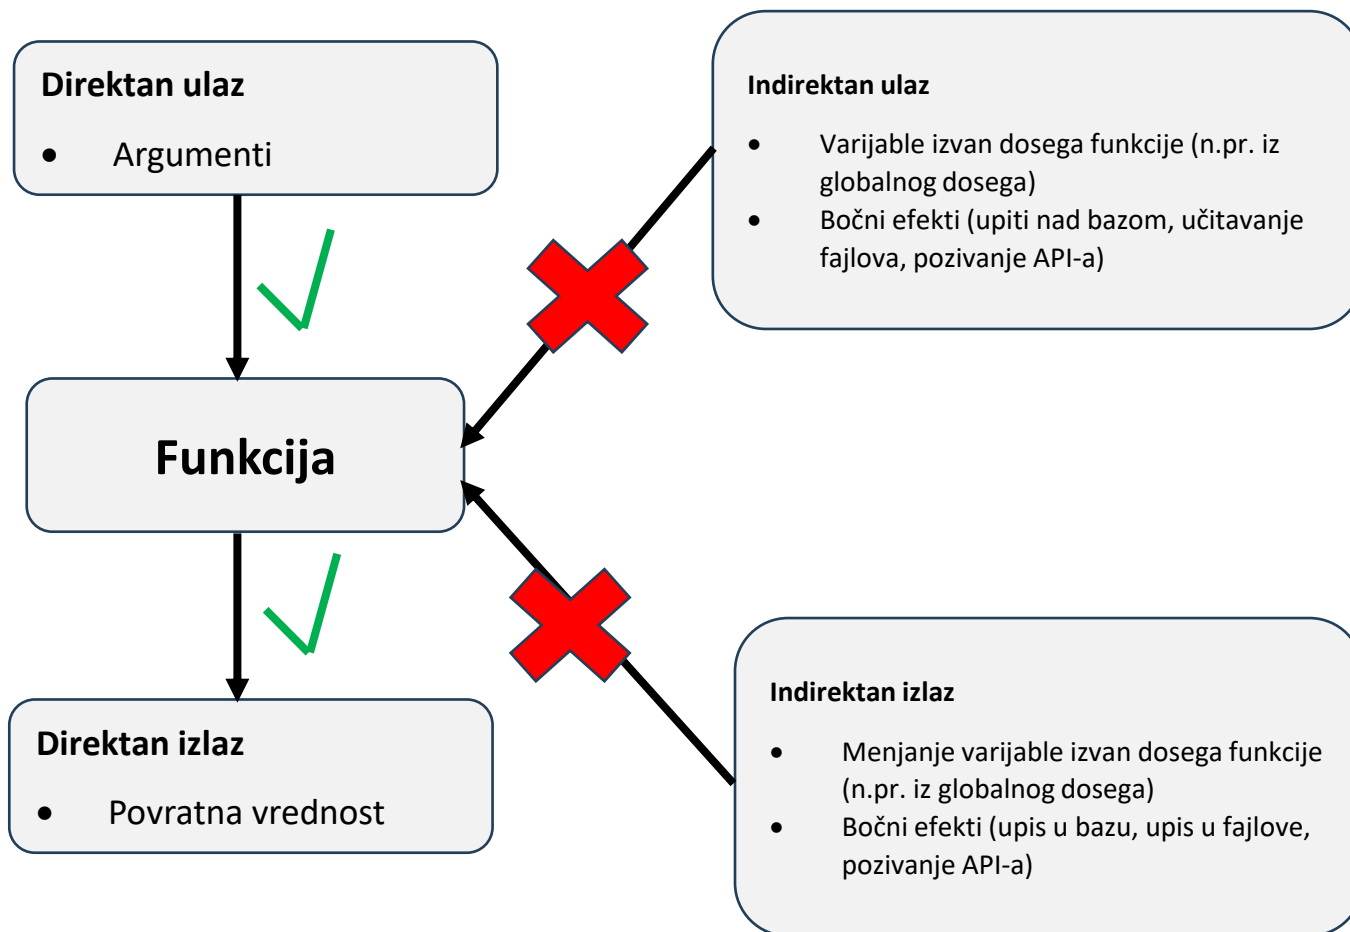 Direktan ulaz
• Argumenti
Indirektan ulaz
• Varijable izvan dosega funkcije (n.pr. iz
globalnog dosega)
• Bočni efekti (upiti nad bazom, učitavanje
fajlova, pozivanje API-a)
Funkcija
Direktan izlaz
• Povratna vrednost
Indirektan izlaz
• Menjanje varijable izvan dosega funkcije
(n.pr. iz globalnog dosega)
• Bočni efekti (upis u bazu, upis u fajlove,
pozivanje API-a)